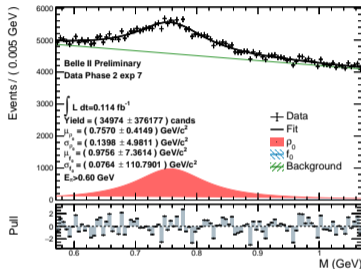 6000
5000
4000
3000
2000
1000
0
Events / ( 0.005 GeV )
Belle II Preliminary
Data Phase 2 exp 7
∫ L dt=0.114 fb⁻¹
Yield = ( 34974 ± 376177 ) cands
μρ₀ = ( 0.7570 ± 0.4149 ) GeV/c²
σρ₀ = ( 0.1398 ± 4.9811 ) GeV/c²
μf₀ = ( 0.9756 ± 7.3614 ) GeV/c²
σf₀ = ( 0.0764 ± 110.7901 ) GeV/c²
>0.60 GeV
Data
Fit
ρ₀
f₀
Background
Pull
2
0
−2
0.6 0.7 0.8 0.9 1
M (GeV)